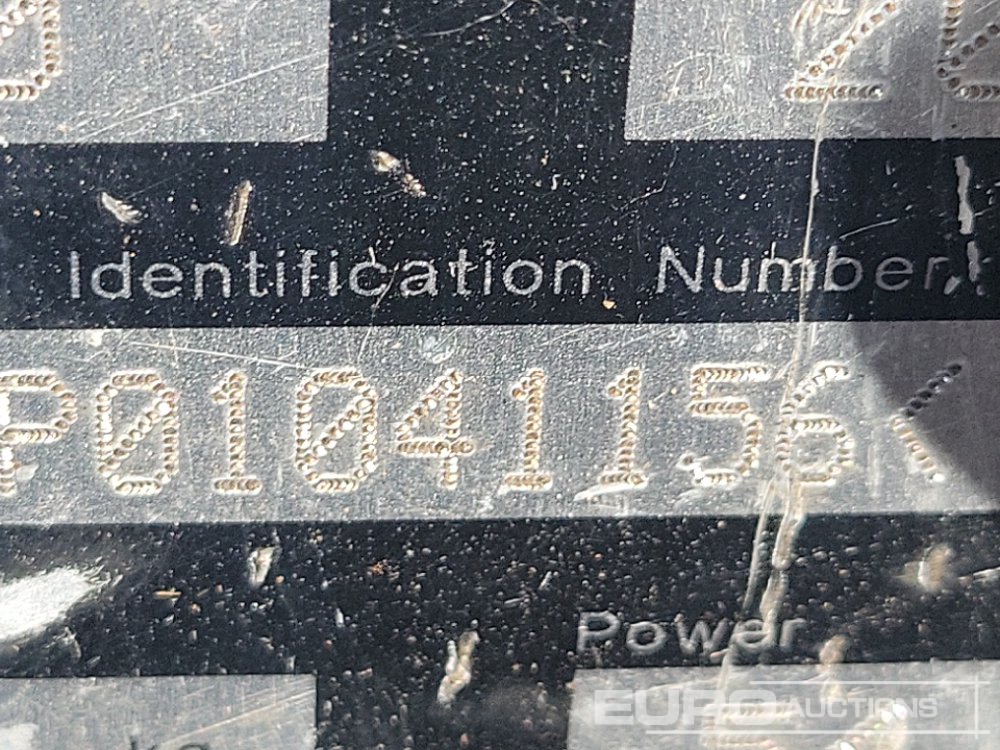 Identification Number
P01041156
Power
EURO AUCTIONS